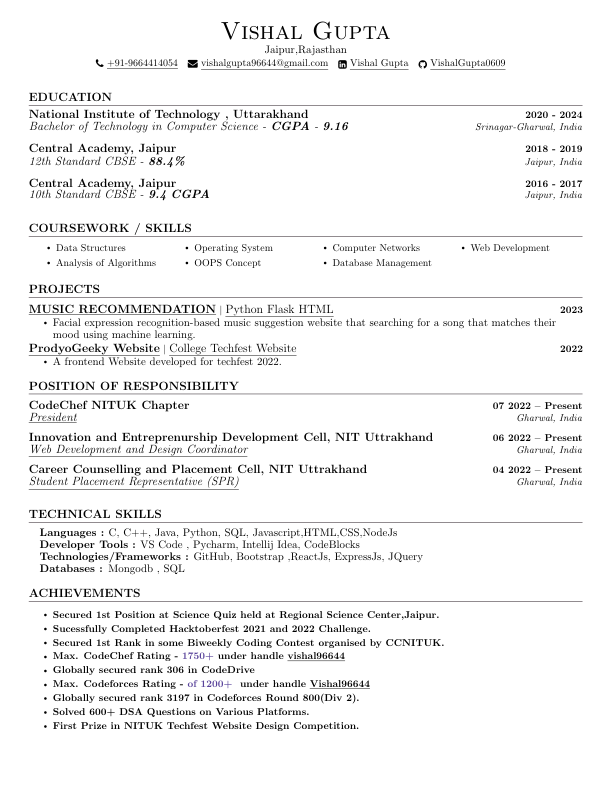 Vishal Gupta
Jaipur,Rajasthan
+91-9664414054 vishalgupta96644@gmail.com Vishal Gupta VishalGupta0609
EDUCATION
National Institute of Technology , Uttarakhand 2020 - 2024
Bachelor of Technology in Computer Science - CGPA - 9.16 Srinagar-Gharwal, India
Central Academy, Jaipur 2018 - 2019
12th Standard CBSE - 88.4% Jaipur, India
Central Academy, Jaipur 2016 - 2017
10th Standard CBSE - 9.4 CGPA Jaipur, India
COURSEWORK / SKILLS
• Data Structures • Operating System • Computer Networks • Web Development
• Analysis of Algorithms • OOPS Concept • Database Management
PROJECTS
MUSIC RECOMMENDATION | Python Flask HTML 2023
• Facial expression recognition-based music suggestion website that searching for a song that matches their
mood using machine learning.
ProdyoGeeky Website | College Techfest Website 2022
• A frontend Website developed for techfest 2022.
POSITION OF RESPONSIBILITY
CodeChef NITUK Chapter 07 2022 – Present
President Gharwal, India
Innovation and Entreprenurship Development Cell, NIT Uttrakhand 06 2022 – Present
Web Development and Design Coordinator Gharwal, India
Career Counselling and Placement Cell, NIT Uttrakhand 04 2022 – Present
Student Placement Representative (SPR) Gharwal, India
TECHNICAL SKILLS
Languages : C, C++, Java, Python, SQL, Javascript,HTML,CSS,NodeJs
Developer Tools : VS Code , Pycharm, Intellij Idea, CodeBlocks
Technologies/Frameworks : GitHub, Bootstrap ,ReactJs, ExpressJs, JQuery
Databases : Mongodb , SQL
ACHIEVEMENTS
• Secured 1st Position at Science Quiz held at Regional Science Center,Jaipur.
• Sucessfully Completed Hacktoberfest 2021 and 2022 Challenge.
• Secured 1st Rank in some Biweekly Coding Contest organised by CCNITUK.
• Max. CodeChef Rating - 1750+ under handle vishal96644
• Globally secured rank 306 in CodeDrive
• Max. Codeforces Rating - of 1200+ under handle Vishal96644
• Globally secured rank 3197 in Codeforces Round 800(Div 2).
• Solved 600+ DSA Questions on Various Platforms.
• First Prize in NITUK Techfest Website Design Competition.